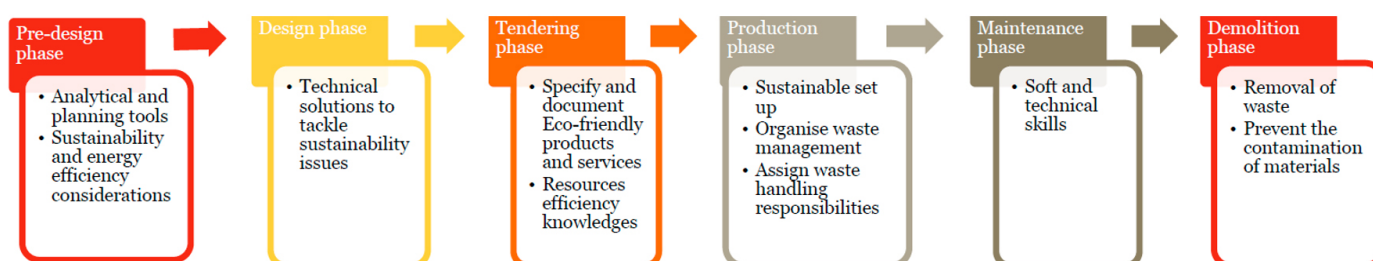 Pre-design
phase
• Analytical and
planning tools
• Sustainability
and energy
efficiency
considerations
Design phase
• Technical
solutions to
tackle
sustainability
issues
Tendering
phase
• Specify and
document
Eco-friendly
products
and services
• Resources
efficiency
knowledges
Production
phase
• Sustainable set
up
• Organise waste
management
• Assign waste
handling
responsibilities
Maintenance
phase
• Soft and
technical
skills
Demolition
phase
• Removal of
waste
• Prevent the
contamination
of materials